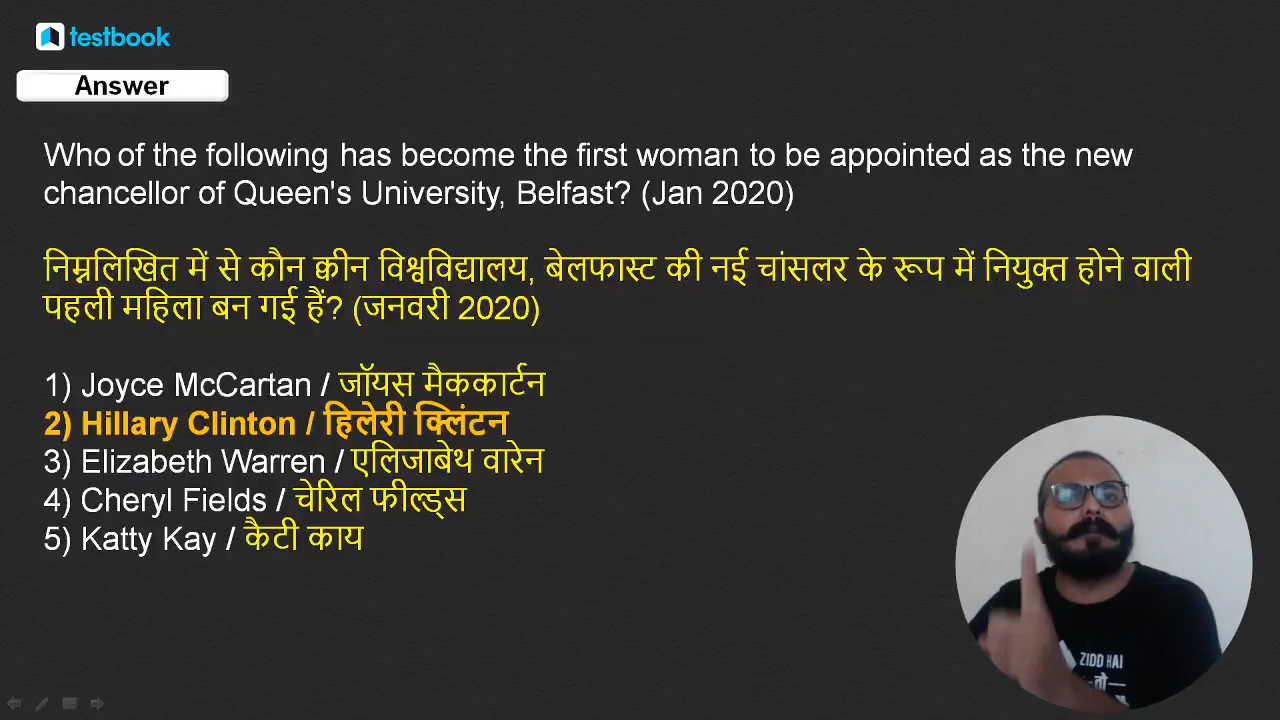 testbook
Answer
Who of the following has become the first woman to be appointed as the new
chancellor of Queen's University, Belfast? (Jan 2020)
निम्नलिखित में से कौन क्वीन विश्वविद्यालय, बेलफास्ट की नई चांसलर के रूप में नियुक्त होने वाली
पहली महिला बन गई हैं? (जनवरी 2020)
1) Joyce McCartan / जॉयस मैककार्टन
2) Hillary Clinton / हिलेरी क्लिंटन
3) Elizabeth Warren / एलिजाबेथ वारेन
4) Cheryl Fields / चेरिल फील्ड्स
5) Katty Kay / कैटी काय
ZIDD HAI
तो